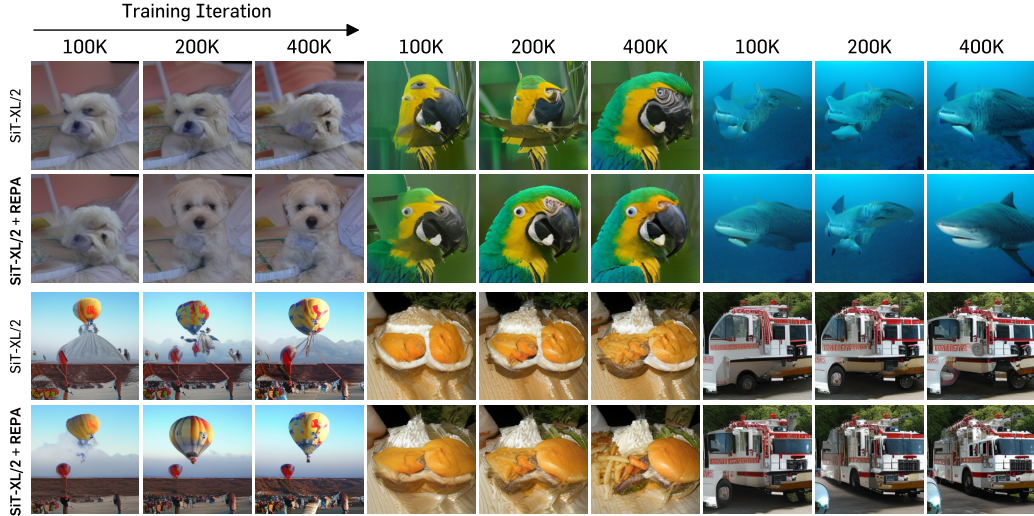 Training Iteration
100K 200K 400K 100K 200K 400K 100K 200K 400K
SiT-XL/2
SiT-XL/2 + REPA
SiT-XL/2
SiT-XL/2 + REPA